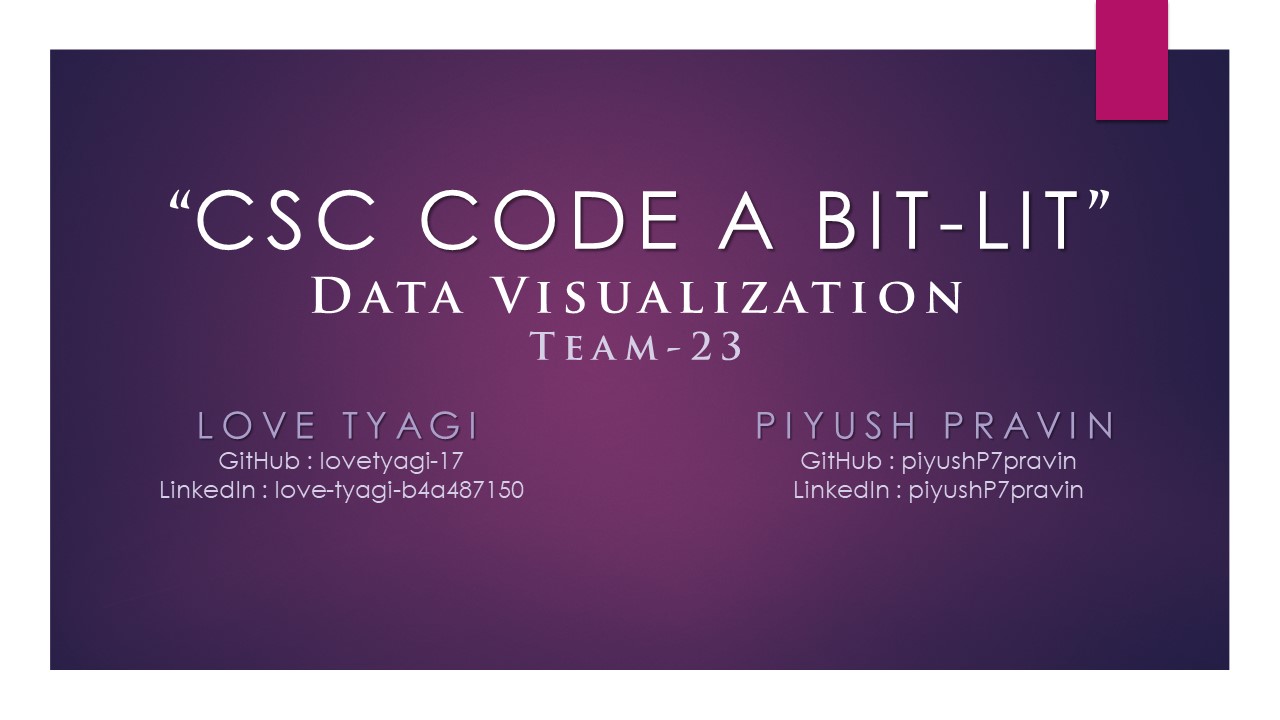 “CSC CODE A BIT-LIT”
Data Visualization
Team-23
LOVE TYAGI
GitHub : lovetyagi-17
LinkedIn : love-tyagi-b4a487150
PIYUSH PRAVIN
GitHub : piyushP7pravin
LinkedIn : piyushP7pravin